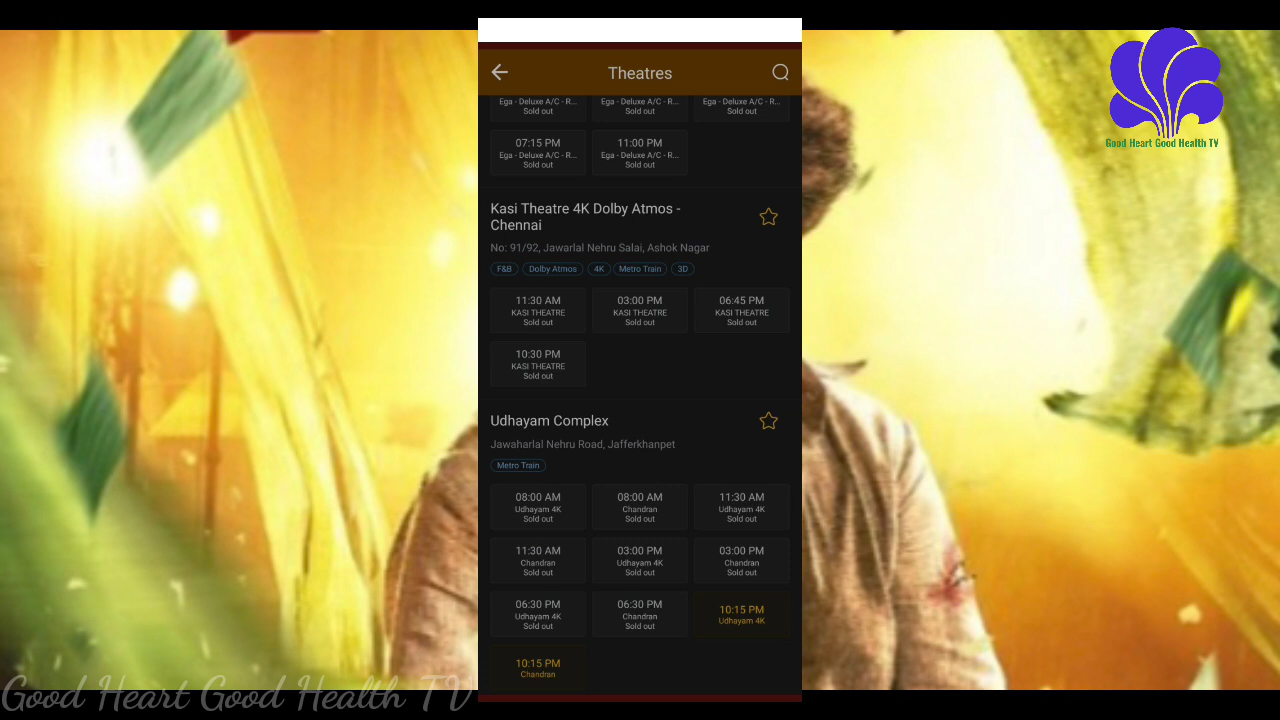 Theatres
Ega - Deluxe A/C - R... Ega - Deluxe A/C - R... Ega - Deluxe A/C - R...
Sold out Sold out Sold out
07:15 PM 11:00 PM
Ega - Deluxe A/C - R... Ega - Deluxe A/C - R...
Sold out Sold out
Kasi Theatre 4K Dolby Atmos -
Chennai
No: 91/92, Jawarlal Nehru Salai, Ashok Nagar
F&B Dolby Atmos 4K Metro Train 3D
11:30 AM 03:00 PM 06:45 PM
KASI THEATRE KASI THEATRE KASI THEATRE
Sold out Sold out Sold out
10:30 PM
KASI THEATRE
Sold out
Udhayam Complex
Jawaharlal Nehru Road, Jafferkhanpet
Metro Train
08:00 AM 08:00 AM 11:30 AM
Udhayam 4K Chandran Udhayam 4K
Sold out Sold out Sold out
11:30 AM 03:00 PM 03:00 PM
Chandran Udhayam 4K Chandran
Sold out Sold out Sold out
06:30 PM 06:30 PM 10:15 PM
Udhayam 4K Chandran Udhayam 4K
Sold out Sold out
10:15 PM
Chandran
Good Heart Good Health TV
Good Heart Good Health TV